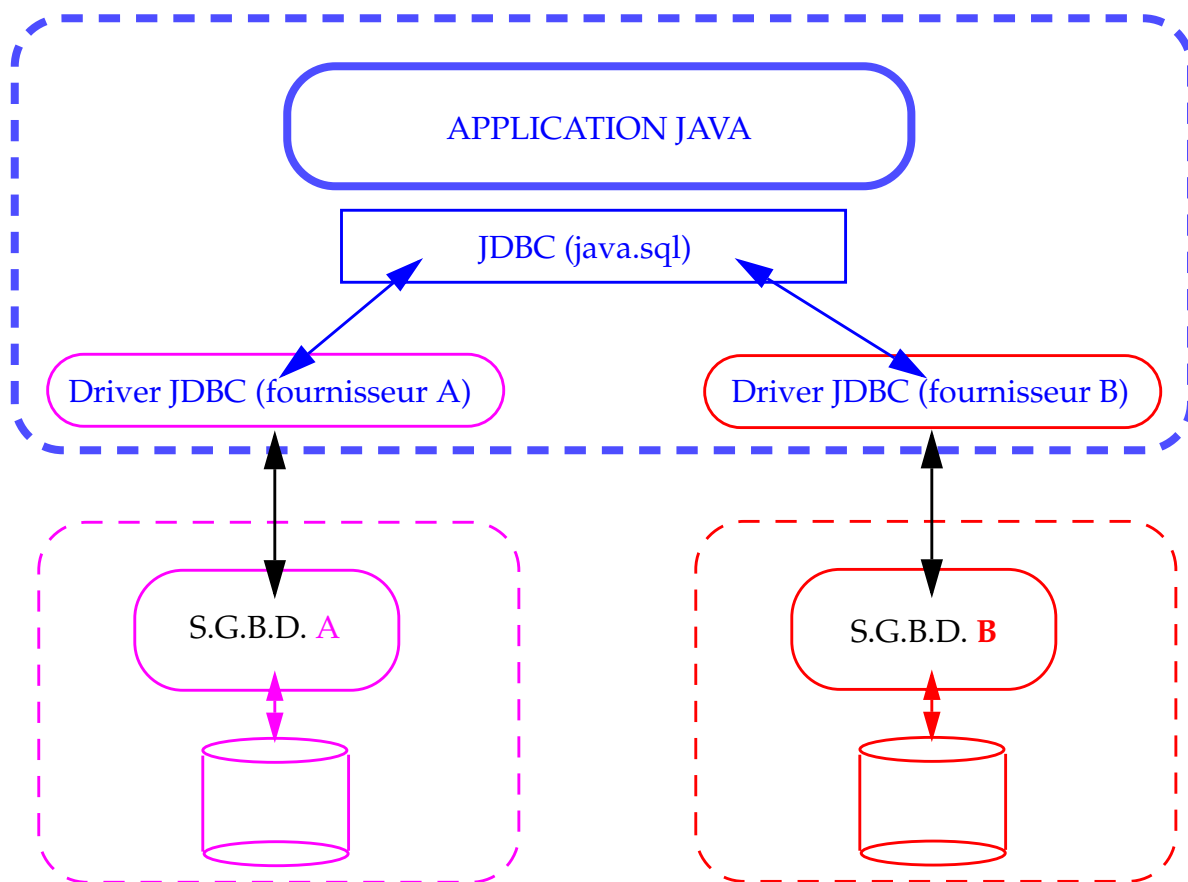 APPLICATION JAVA
JDBC (java.sql)
Driver JDBC (fournisseur A)
Driver JDBC (fournisseur B)
S.G.B.D. A
S.G.B.D. B